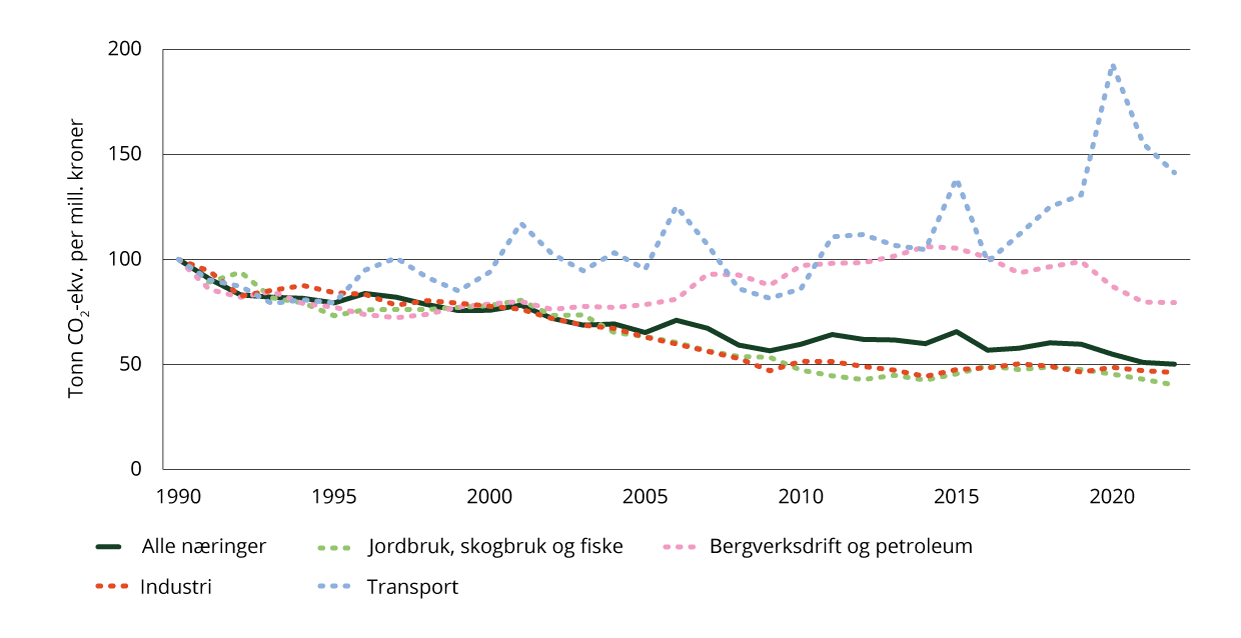 200
150
100
50
0
Tonn CO₂-ekv. per mill. kroner
1990 1995 2000 2005 2010 2015 2020
Alle næringer Jordbruk, skogbruk og fiske Bergverksdrift og petroleum
Industri Transport